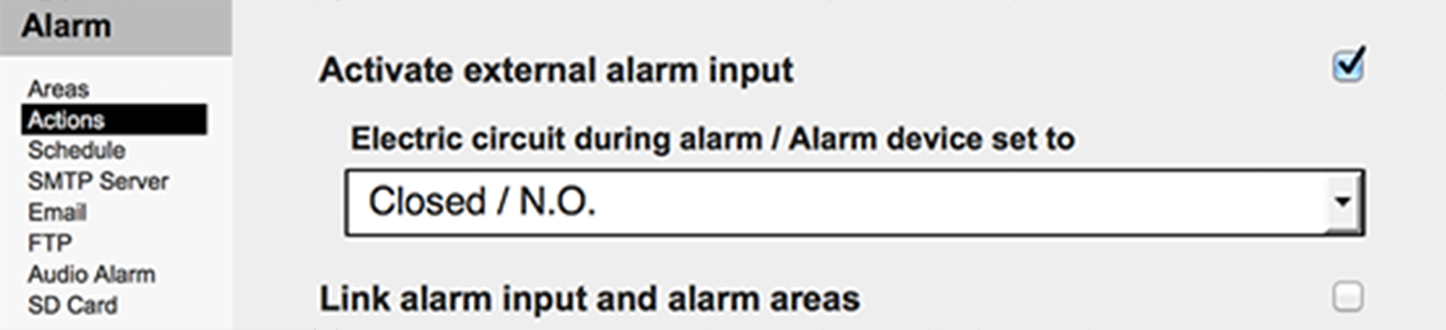 Alarm
Areas
Actions
Schedule
SMTP Server
Email
FTP
Audio Alarm
SD Card
Activate external alarm input
Electric circuit during alarm / Alarm device set to
Closed / N.O.
Link alarm input and alarm areas